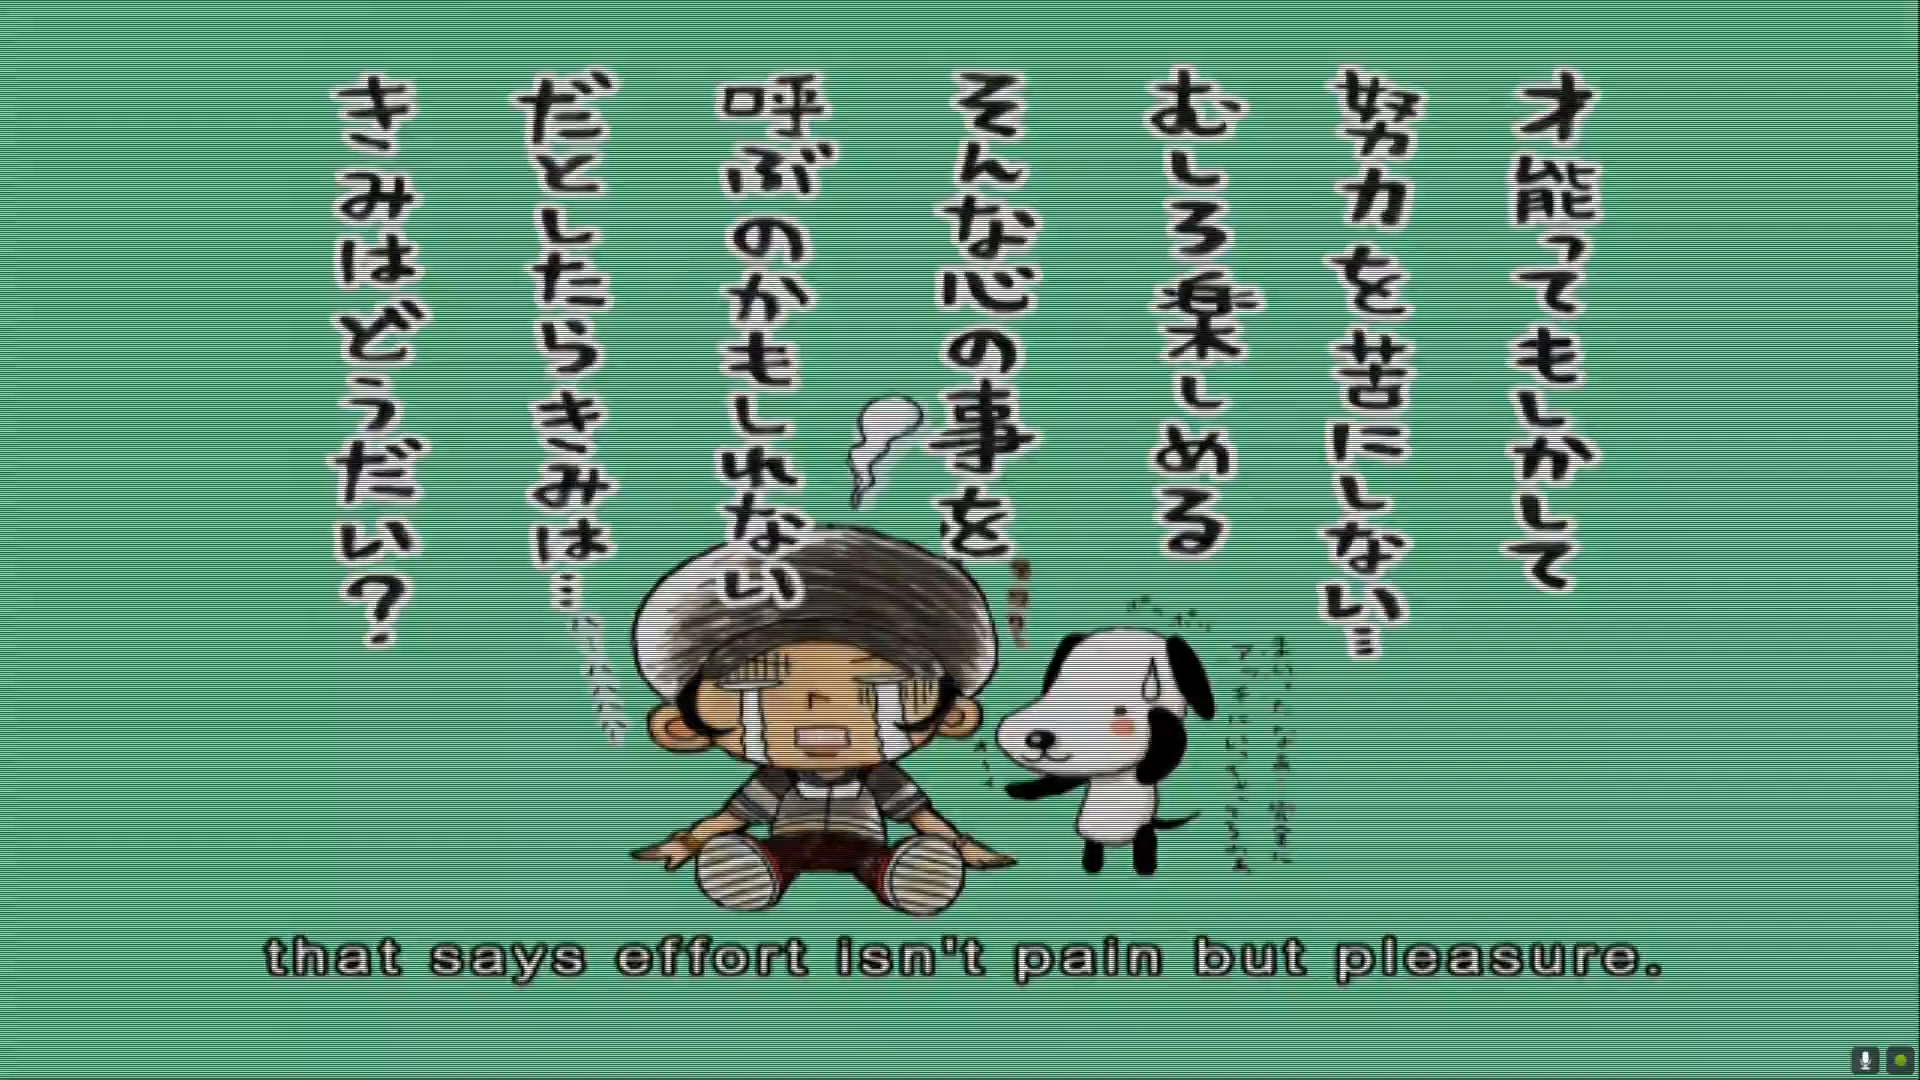 才能ってもしかして
努力を苦にしない…
むしろ楽しめる
そんな心の事を
呼ぶのかもしれない
だとしたらきみは…
きみはどうだい?
that says effort isn't pain but pleasure.